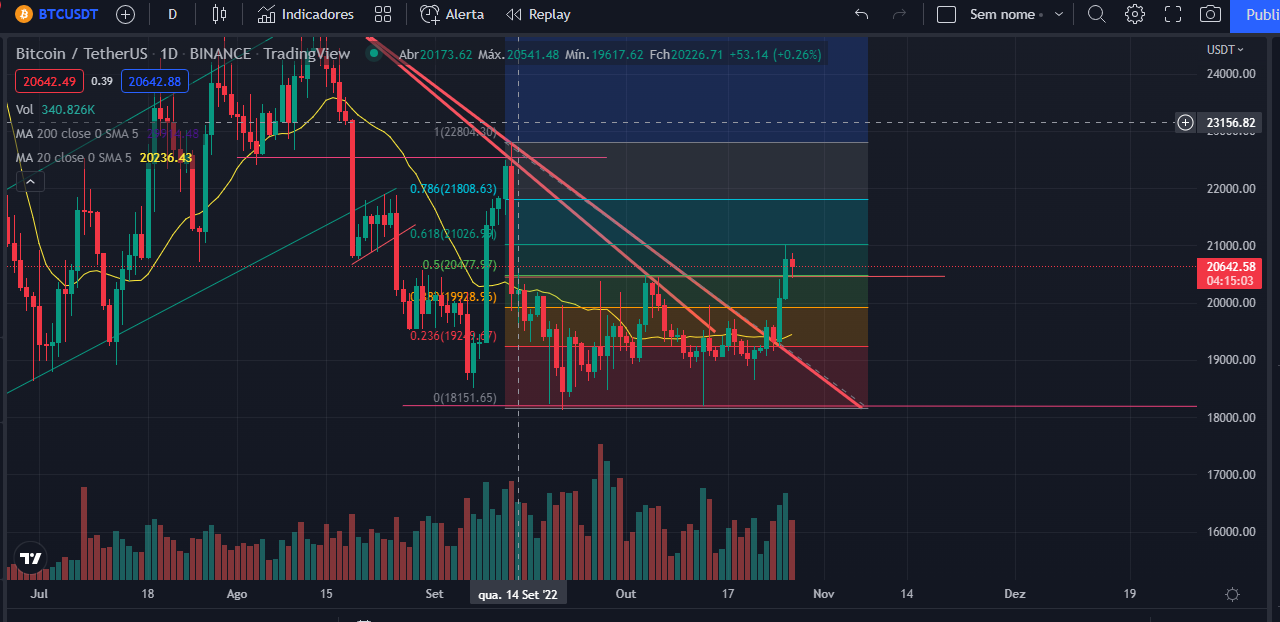 BTCUSDT D Indicadores Alerta Replay Sem nome Publi
Bitcoin / TetherUS · 1D · BINANCE · TradingView Abr20173.62 Máx.20541.48 Mín.19617.62 Fch20226.71 +53.14 (+0.26%)
USDT
20642.49 0.39 20642.88
24000.00
Vol 340.826K
23156.82
MA 200 close 0 SMA 5
1(22804.30)
MA 20 close 0 SMA 5 20236.43
0.786(21808.63)
22000.00
0.618(21026.99)
21000.00
0.5(20477.97)
20642.58
04:15:03
0.382(19928.96)
20000.00
0.236(19249.67)
19000.00
0(18151.65)
18000.00
17000.00
16000.00
Jul 18 Ago 15 Set qua. 14 Set '22 Out 17 Nov 14 Dez 19